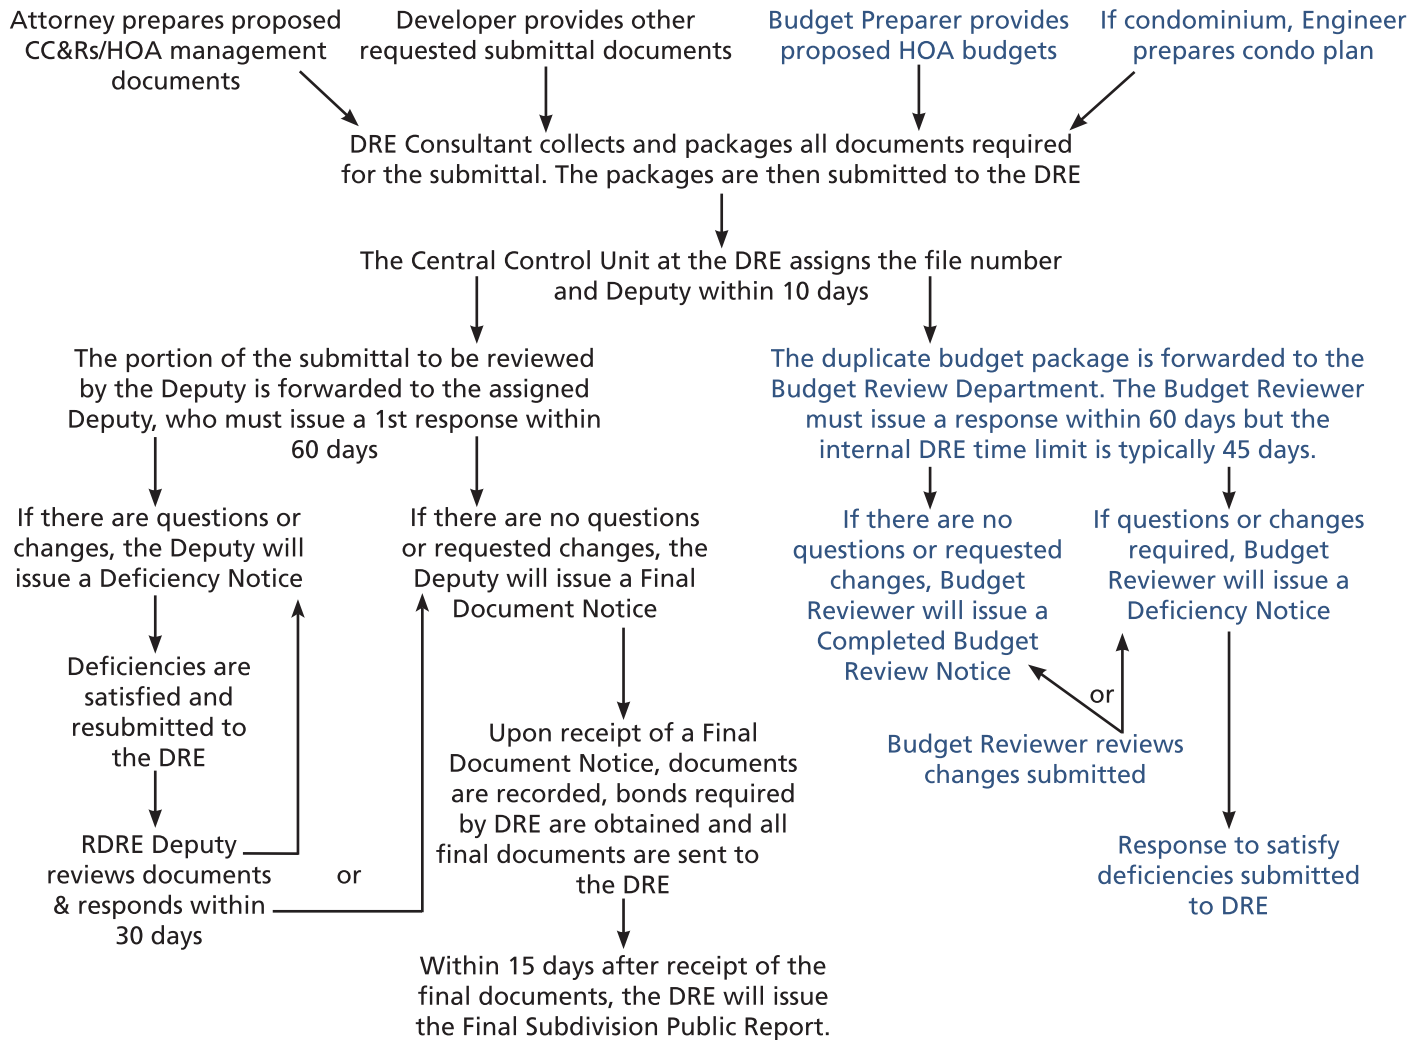 Attorney prepares proposed
CC&Rs/HOA management
documents
Developer provides other
requested submittal documents
Budget Preparer provides
proposed HOA budgets
If condominium, Engineer
prepares condo plan
DRE Consultant collects and packages all documents required
for the submittal. The packages are then submitted to the DRE
The Central Control Unit at the DRE assigns the file number
and Deputy within 10 days
The portion of the submittal to be reviewed
by the Deputy is forwarded to the assigned
Deputy, who must issue a 1st response within
60 days
The duplicate budget package is forwarded to the
Budget Review Department. The Budget Reviewer
must issue a response within 60 days but the
internal DRE time limit is typically 45 days.
If there are questions or
changes, the Deputy will
issue a Deficiency Notice
If there are no questions
or requested changes, the
Deputy will issue a Final
Document Notice
If there are no
questions or requested
changes, Budget
Reviewer will issue a
Completed Budget
Review Notice
If questions or changes
required, Budget
Reviewer will issue a
Deficiency Notice
Deficiencies are
satisfied and
resubmitted to
the DRE
or
Budget Reviewer reviews
changes submitted
Upon receipt of a Final
Document Notice, documents
are recorded, bonds required
by DRE are obtained and all
final documents are sent to
the DRE
RDRE Deputy
reviews documents
& responds within
30 days
or
Response to satisfy
deficiencies submitted
to DRE
Within 15 days after receipt of the
final documents, the DRE will issue
the Final Subdivision Public Report.